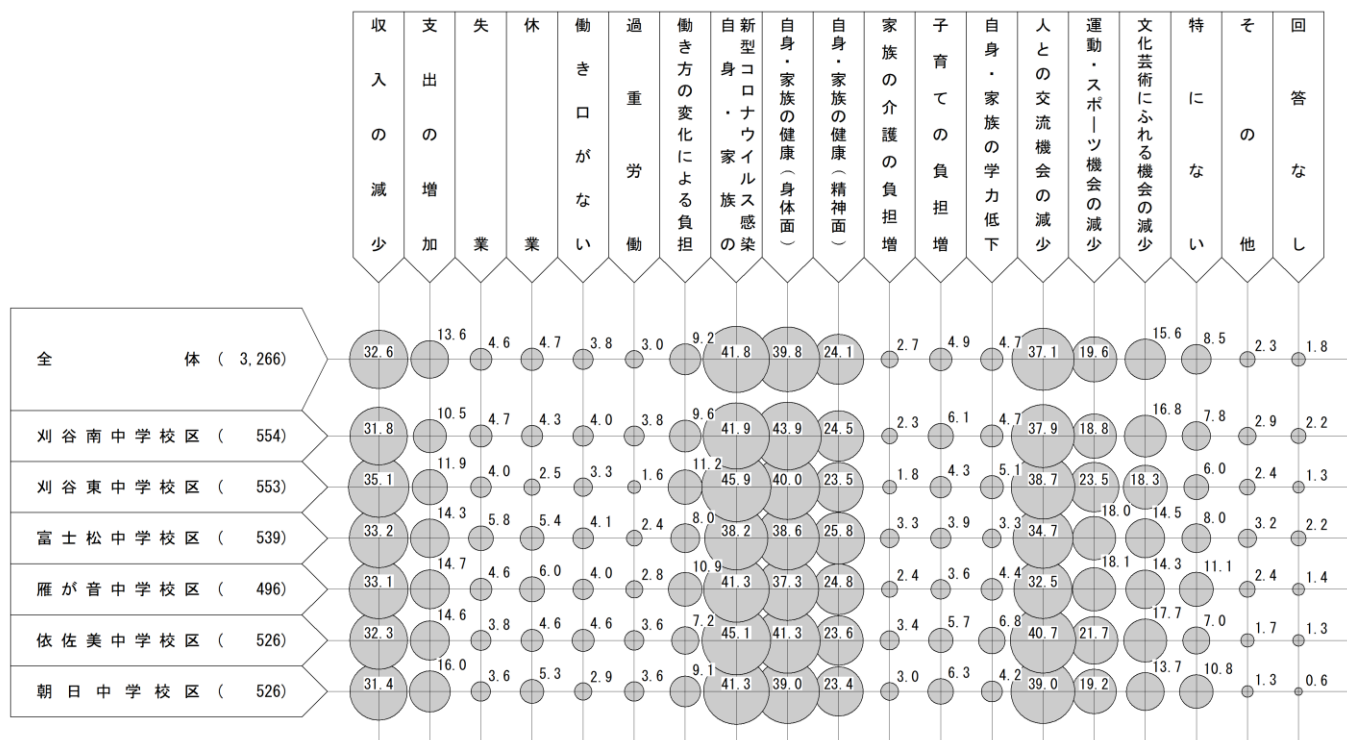 収入の減少
支出の増加
失業
休業
働き口がない
過重労働
働き方の変化による負担
新型コロナウイルス感染
自身・家族の
自身・家族の健康（身体面）
自身・家族の健康（精神面）
家族の介護の負担増
子育ての負担増
自身・家族の学力低下
人との交流機会の減少
運動・スポーツ機会の減少
文化芸術にふれる機会の減少
特にない
その他
回答なし
全体 ( 3,266) 32.6 13.6 4.6 4.7 3.8 3.0 9.2 41.8 39.8 24.1 2.7 4.9 4.7 37.1 19.6 15.6 8.5 2.3 1.8
刈谷南中学校区 ( 554) 31.8 10.5 4.7 4.3 4.0 3.8 9.6 41.9 43.9 24.5 2.3 6.1 4.7 37.9 18.8 16.8 7.8 2.9 2.2
刈谷東中学校区 ( 553) 35.1 11.9 4.0 2.5 3.3 1.6 11.2 45.9 40.0 23.5 1.8 4.3 5.1 38.7 23.5 18.3 6.0 2.4 1.3
富士松中学校区 ( 539) 33.2 14.3 5.8 5.4 4.1 2.4 8.0 38.2 38.6 25.8 3.3 3.9 3.3 34.7 18.0 14.5 8.0 3.2 2.2
雁が音中学校区 ( 496) 33.1 14.7 4.6 6.0 4.0 2.8 10.9 41.3 37.3 24.8 2.4 3.6 4.4 32.5 18.1 14.3 11.1 2.4 1.4
依佐美中学校区 ( 526) 32.3 14.6 3.8 4.6 4.6 3.6 7.2 45.1 41.3 23.6 3.4 5.7 6.8 40.7 21.7 17.7 7.0 1.7 1.3
朝日中学校区 ( 526) 31.4 16.0 3.6 5.3 2.9 3.6 9.1 41.3 39.0 23.4 3.0 6.3 4.2 39.0 19.2 13.7 10.8 1.3 0.6